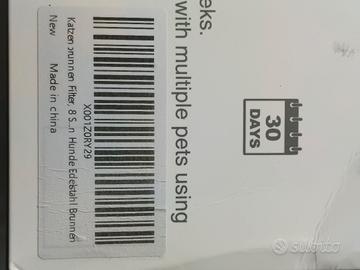 eks.
with multiple pets using
30
DAYS
X001Z0RY29
Katzenbrunnen Filter, 8 S...n Hunde Edelstahl Brunnen
New
Made in china
subito